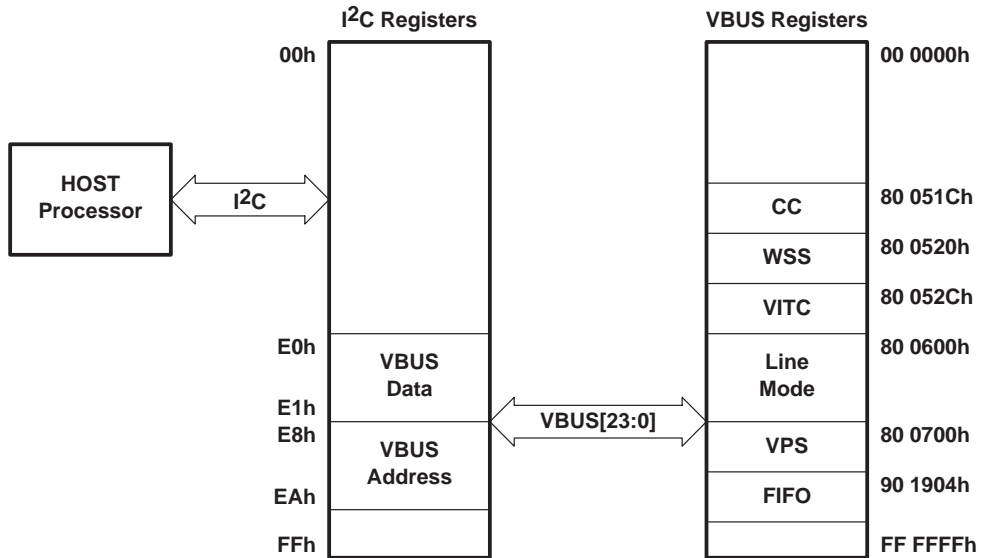 I2C Registers
VBUS Registers
00h
00 0000h
HOST
Processor
I2C
CC
80 051Ch
WSS
80 0520h
VITC
80 052Ch
E0h
VBUS
Data
Line
Mode
80 0600h
E1h
VBUS[23:0]
E8h
VBUS
Address
VPS
80 0700h
EAh
FIFO
90 1904h
FFh
FF FFFFh